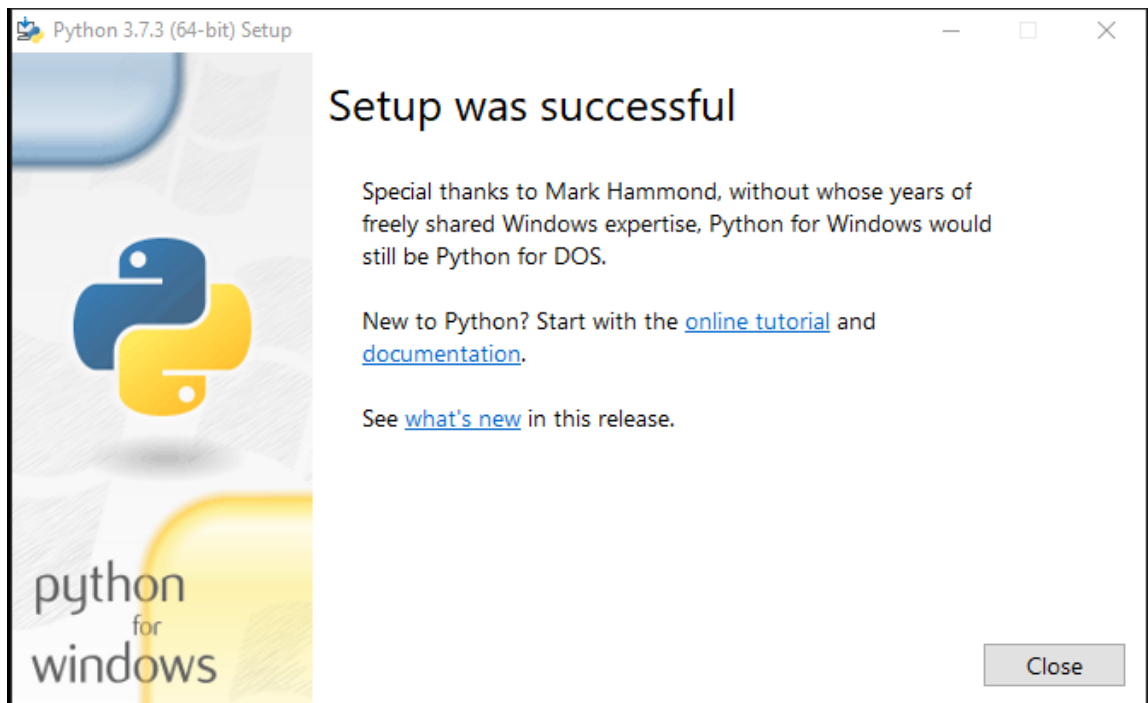 Python 3.7.3 (64-bit) Setup
Setup was successful
Special thanks to Mark Hammond, without whose years of
freely shared Windows expertise, Python for Windows would
still be Python for DOS.
New to Python? Start with the online tutorial and
documentation.
See what's new in this release.
python
for
windows
Close